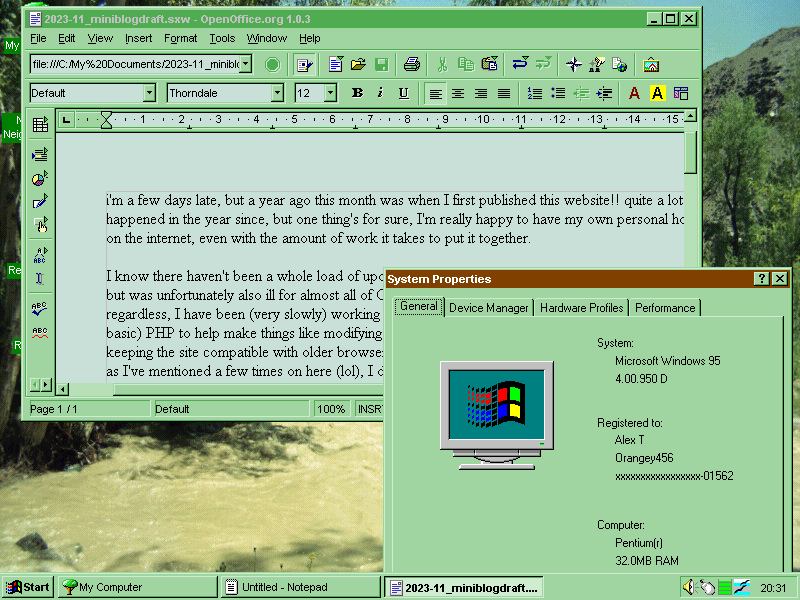 2023-11_miniblogdraft.sxw - OpenOffice.org 1.0.3
File Edit View Insert Format Tools Window Help
file:///C:/My%20Documents/2023-11_miniblo
Default Thorndale 12 B i U A A
1 2 3 4 5 6 7 8 9 10 11 12 13 14 15
My
Nei
Re
R
ABC
ABC
ABC
i'm a few days late, but a year ago this month was when I first published this website!! quite a lot
happened in the year since, but one thing's for sure, I'm really happy to have my own personal ho
on the internet, even with the amount of work it takes to put it together.
I know there haven't been a whole load of upd
but was unfortunately also ill for almost all of
regardless, I have been (very slowly) working
basic) PHP to help make things like modifying
keeping the site compatible with older browse
as I've mentioned a few times on here (lol), I d
Page 1 / 1 Default 100% INSRT
System Properties
General Device Manager Hardware Profiles Performance
System:
Microsoft Windows 95
4.00.950 D
Registered to:
Alex T
Orangey456
xxxxxxxxxxxxxxxxx-01562
Computer:
Pentium(r)
32.0MB RAM
Start My Computer Untitled - Notepad 2023-11_miniblogdraft.... 20:31